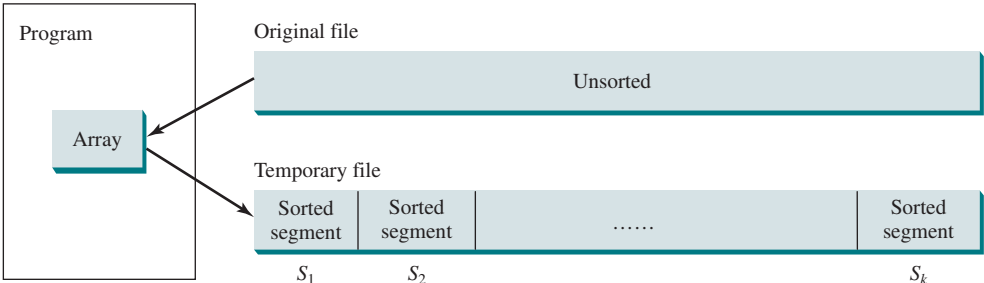 Program
Original file
Unsorted
Array
Temporary file
Sorted segment
Sorted segment
......
Sorted segment
S1
S2
Sk